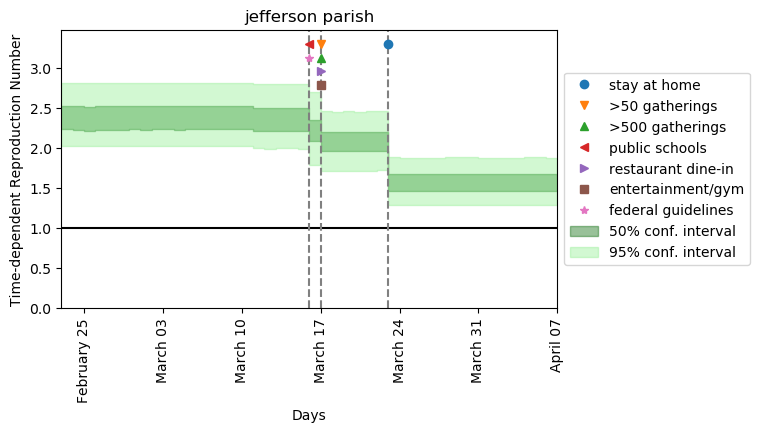 jefferson parish
Time-dependent Reproduction Number
3.0
2.5
2.0
1.5
1.0
0.5
0.0
February 25
March 03
March 10
March 17
March 24
March 31
April 07
Days
stay at home
>50 gatherings
>500 gatherings
public schools
restaurant dine-in
entertainment/gym
federal guidelines
50% conf. interval
95% conf. interval